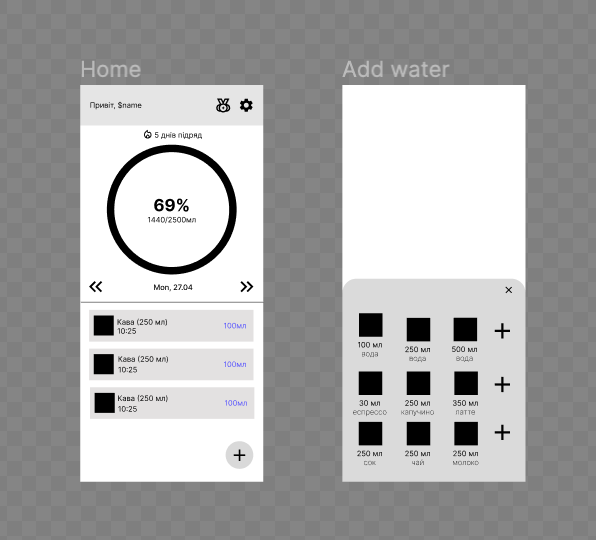 Home
Привіт, $name
5 днів підряд
69%
1440/2500мл
Mon, 27.04
Кава (250 мл)
10:25
100мл
Кава (250 мл)
10:25
100мл
Кава (250 мл)
10:25
100мл
Add water
100 мл
вода
250 мл
вода
500 мл
вода
30 мл
еспрессо
250 мл
капучино
350 мл
латте
250 мл
сок
250 мл
чай
250 мл
молоко